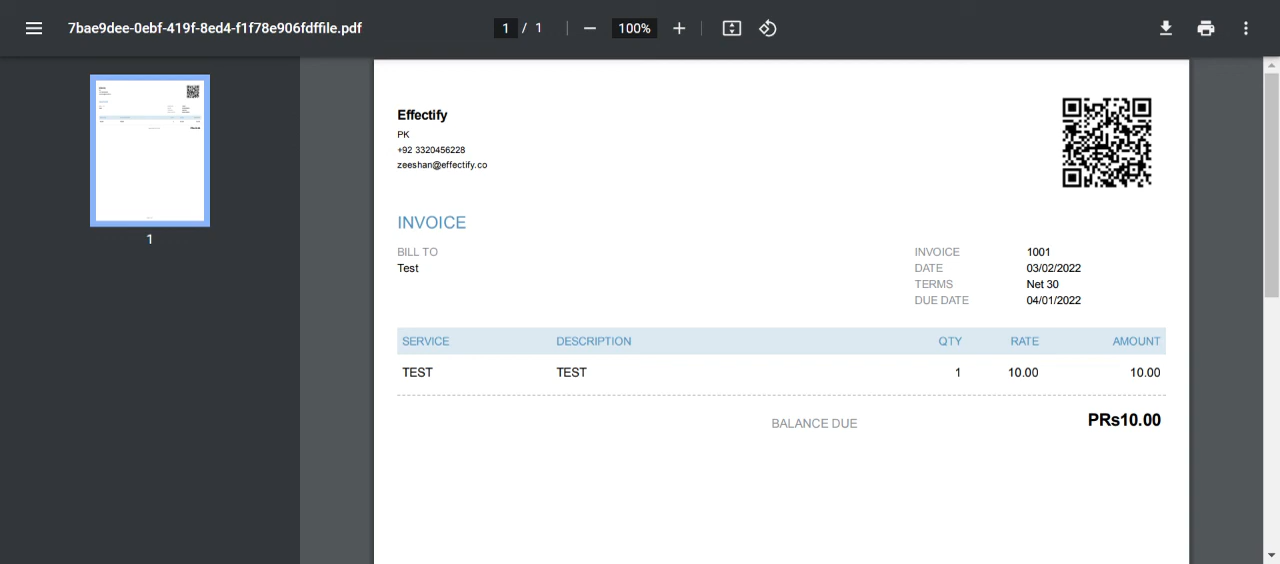 7bae9dee-0ebf-419f-8ed4-f1f78e906fdffile.pdf
1 / 1
100%
1
Effectify
PK
+92 3320456228
zeeshan@effectify.co
INVOICE
BILL TO
Test
INVOICE 1001
DATE 03/02/2022
TERMS Net 30
DUE DATE 04/01/2022
SERVICE DESCRIPTION QTY RATE AMOUNT
TEST TEST 1 10.00 10.00
BALANCE DUE PRs10.00